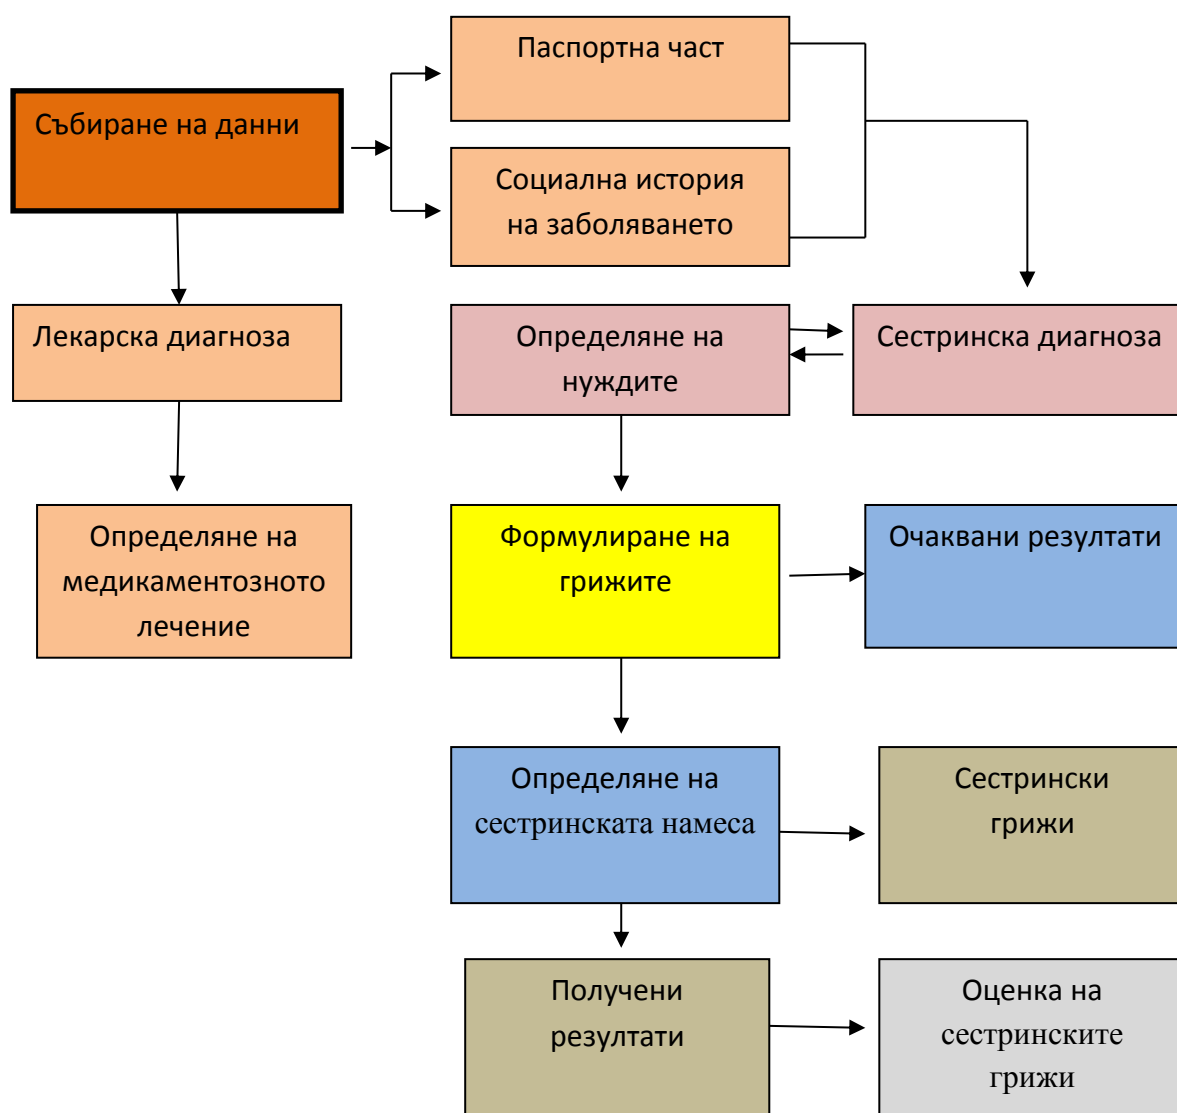 Паспортна част
Събиране на данни
Социална история
на заболяването
Лекарска диагноза
Определяне на
нуждите
Сестринска диагноза
Определяне на
медикаментозното
лечение
Формулиране на
грижите
Очаквани резултати
Определяне на
сестринската намеса
Сестрински
грижи
Получени
резултати
Оценка на
сестринските
грижи